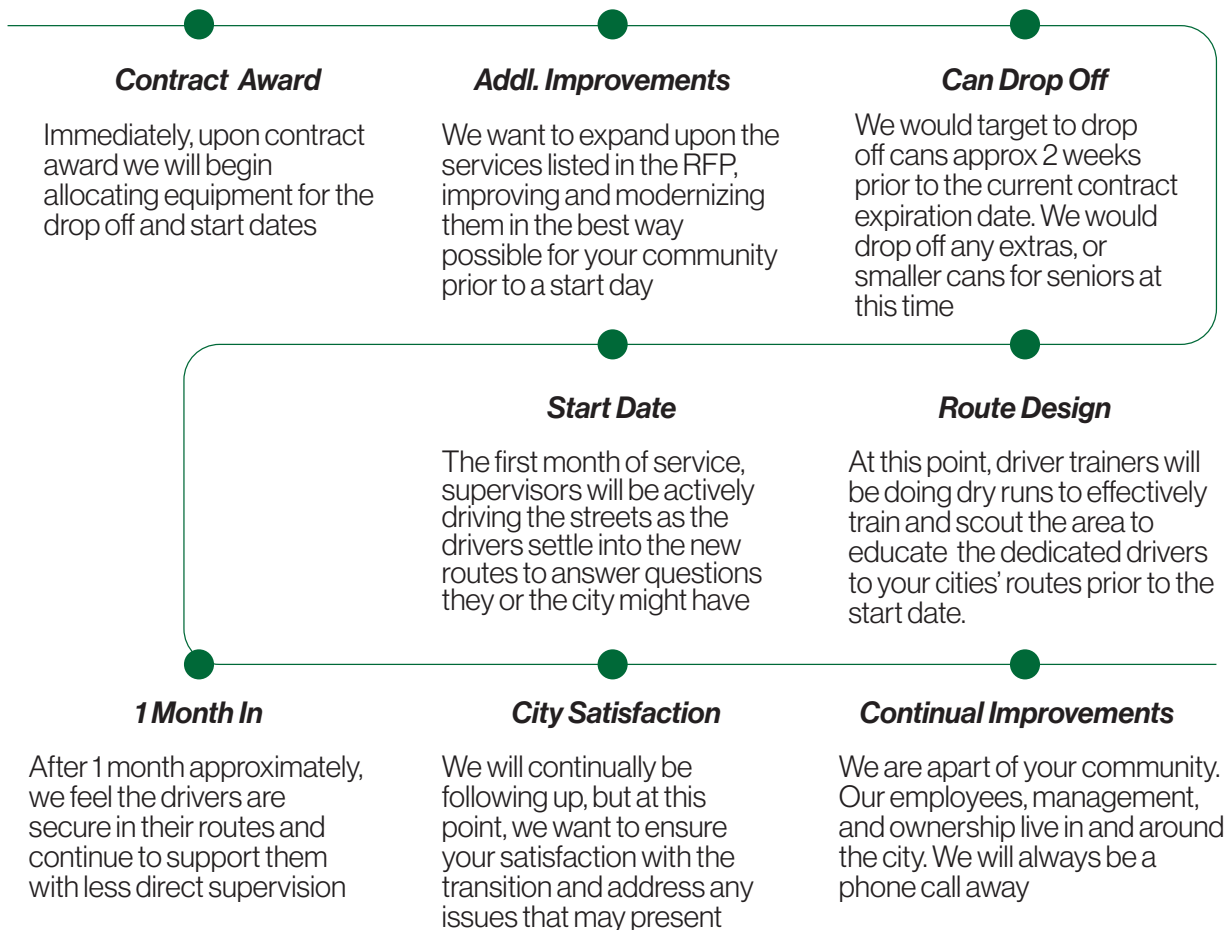 Contract Award
Immediately, upon contract
award we will begin
allocating equipment for the
drop off and start dates
Addl. Improvements
We want to expand upon the
services listed in the RFP,
improving and modernizing
them in the best way
possible for your community
prior to a start day
Can Drop Off
We would target to drop
off cans approx 2 weeks
prior to the current contract
expiration date. We would
drop off any extras, or
smaller cans for seniors at
this time
Route Design
At this point, driver trainers will
be doing dry runs to effectively
train and scout the area to
educate the dedicated drivers
to your cities' routes prior to the
start date.
Start Date
The first month of service,
supervisors will be actively
driving the streets as the
drivers settle into the new
routes to answer questions
they or the city might have
1 Month In
After 1 month approximately,
we feel the drivers are
secure in their routes and
continue to support them
with less direct supervision
City Satisfaction
We will continually be
following up, but at this
point, we want to ensure
your satisfaction with the
transition and address any
issues that may present
Continual Improvements
We are apart of your community.
Our employees, management,
and ownership live in and around
the city. We will always be a
phone call away